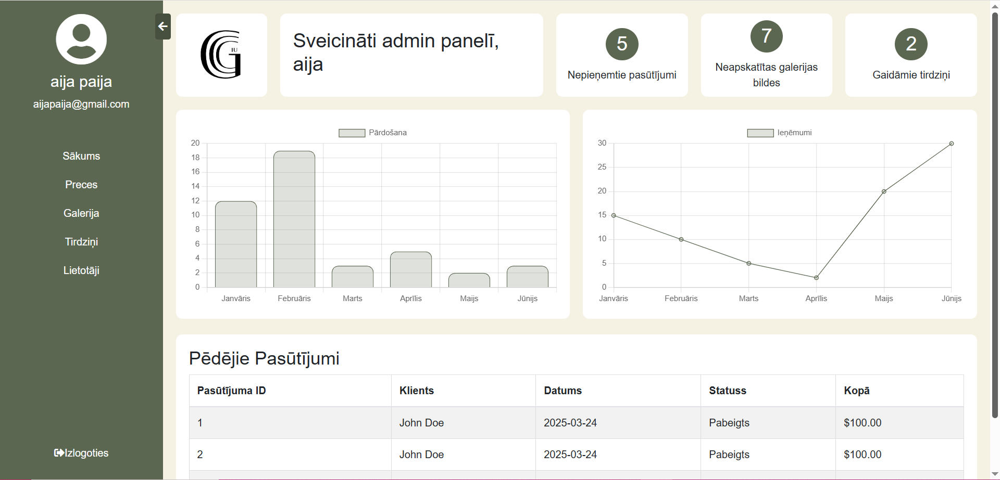 aija paija
aijapaija@gmail.com
Sākums
Preces
Galerija
Tirdziņi
Lietotāji
Izlogoties
G IU
Sveicināti admin panelī,
aija
5
Nepieņemtie pasūtījumi
7
Neapskatītas galerijas
bildes
2
Gaidāmie tirdziņi
Pārdošana
20
18
16
14
12
10
8
6
4
2
0
Janvāris Februāris Marts Aprīlis Maijs Jūnijs
Ieņēmumi
30
25
20
15
10
5
0
Janvāris Februāris Marts Aprīlis Maijs Jūnijs
Pēdējie Pasūtījumi
Pasūtījuma ID Klients Datums Statuss Kopā
1 John Doe 2025-03-24 Pabeigts $100.00
2 John Doe 2025-03-24 Pabeigts $100.00